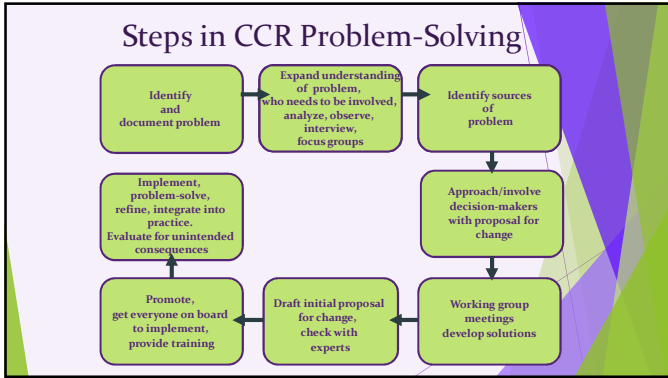 Steps in CCR Problem-Solving
Identify
and
document problem
Expand understanding
of problem,
who needs to be involved,
analyze, observe,
interview,
focus groups
Identify sources
of
problem
Approach/involve
decision-makers
with proposal for
change
Working group
meetings
develop solutions
Draft initial proposal
for change,
check with
experts
Promote,
get everyone on board
to implement,
provide training
Implement,
problem-solve,
refine, integrate into
practice.
Evaluate for unintended
consequences